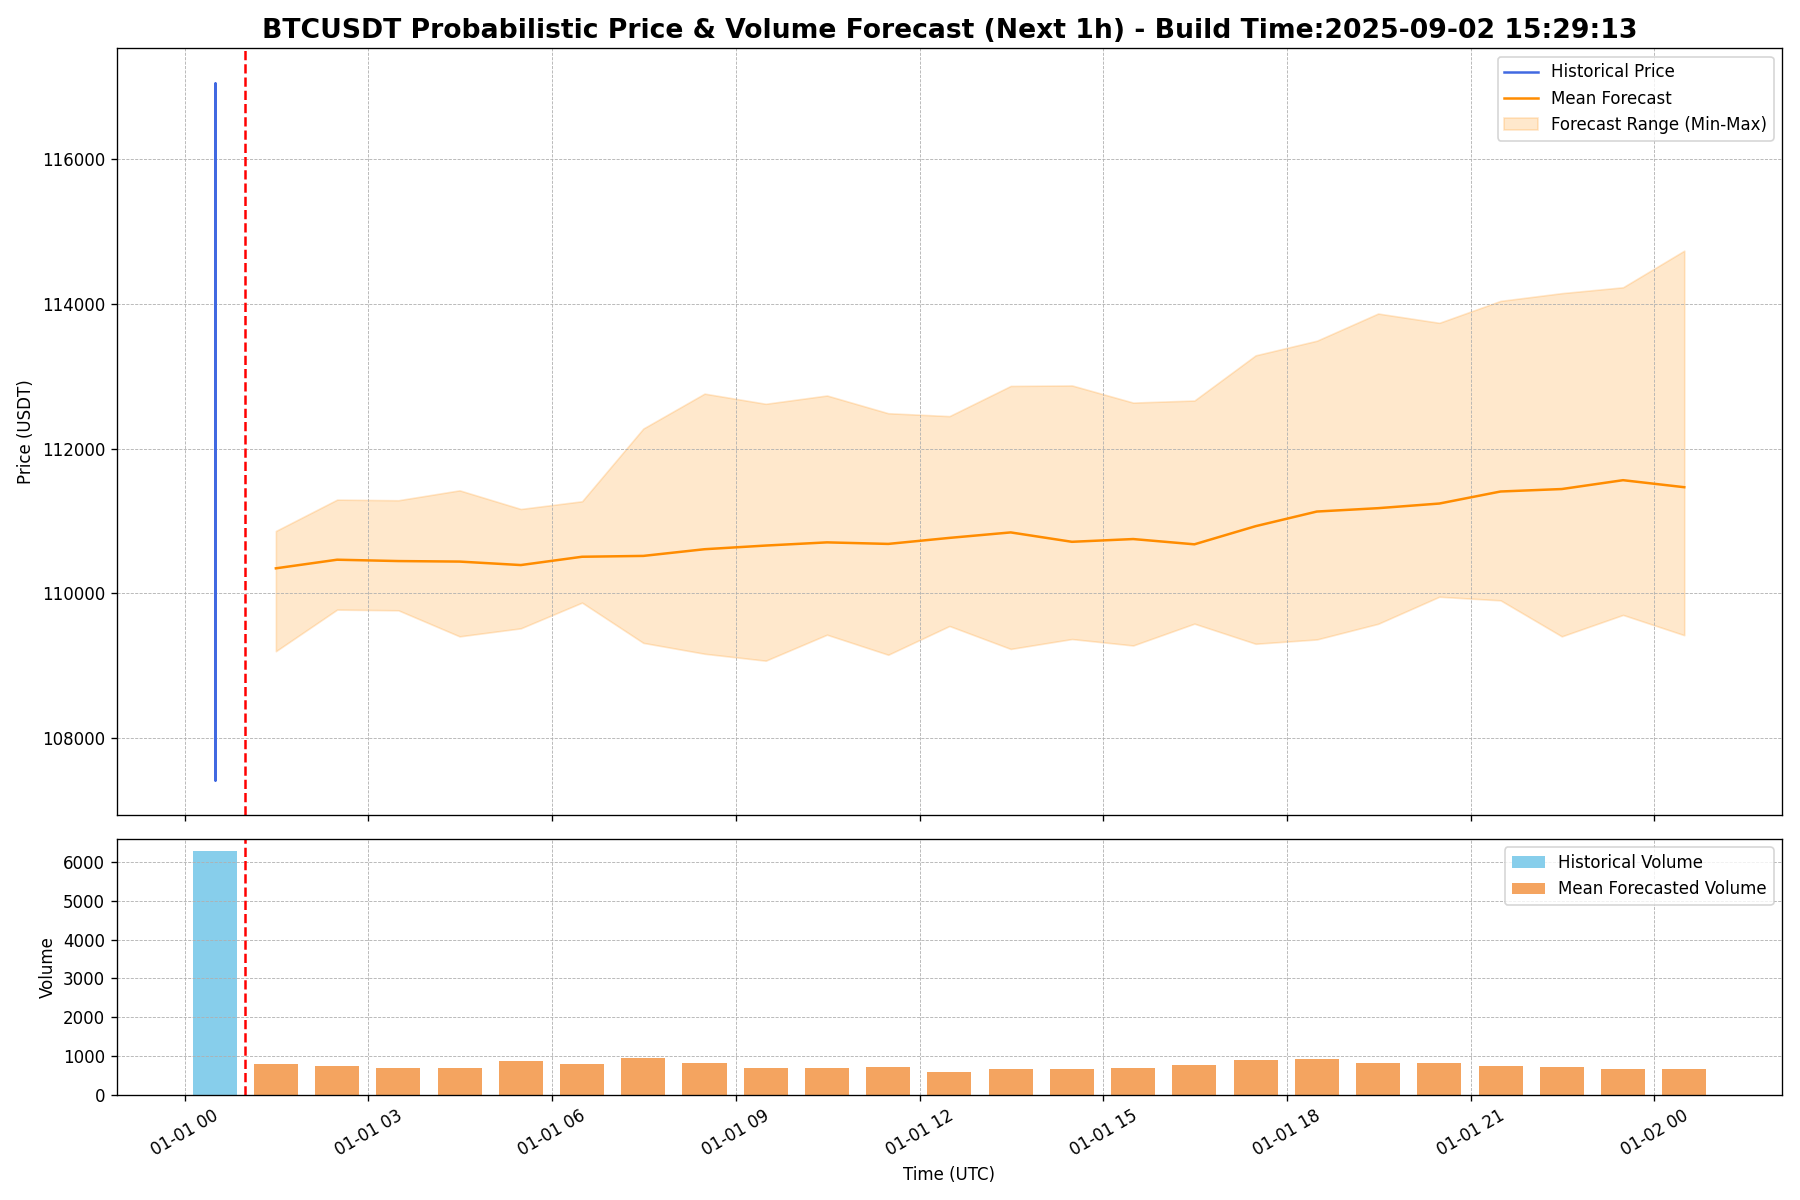 BTCUSDT Probabilistic Price & Volume Forecast (Next 1h) - Build Time:2025-09-02 15:29:13
Historical Price
Mean Forecast
Forecast Range (Min-Max)
116000
114000
112000
110000
108000
Price (USDT)
Historical Volume
Mean Forecasted Volume
6000
5000
4000
3000
2000
1000
0
Volume
01-01 00
01-01 03
01-01 06
01-01 09
01-01 12
01-01 15
01-01 18
01-01 21
01-02 00
Time (UTC)